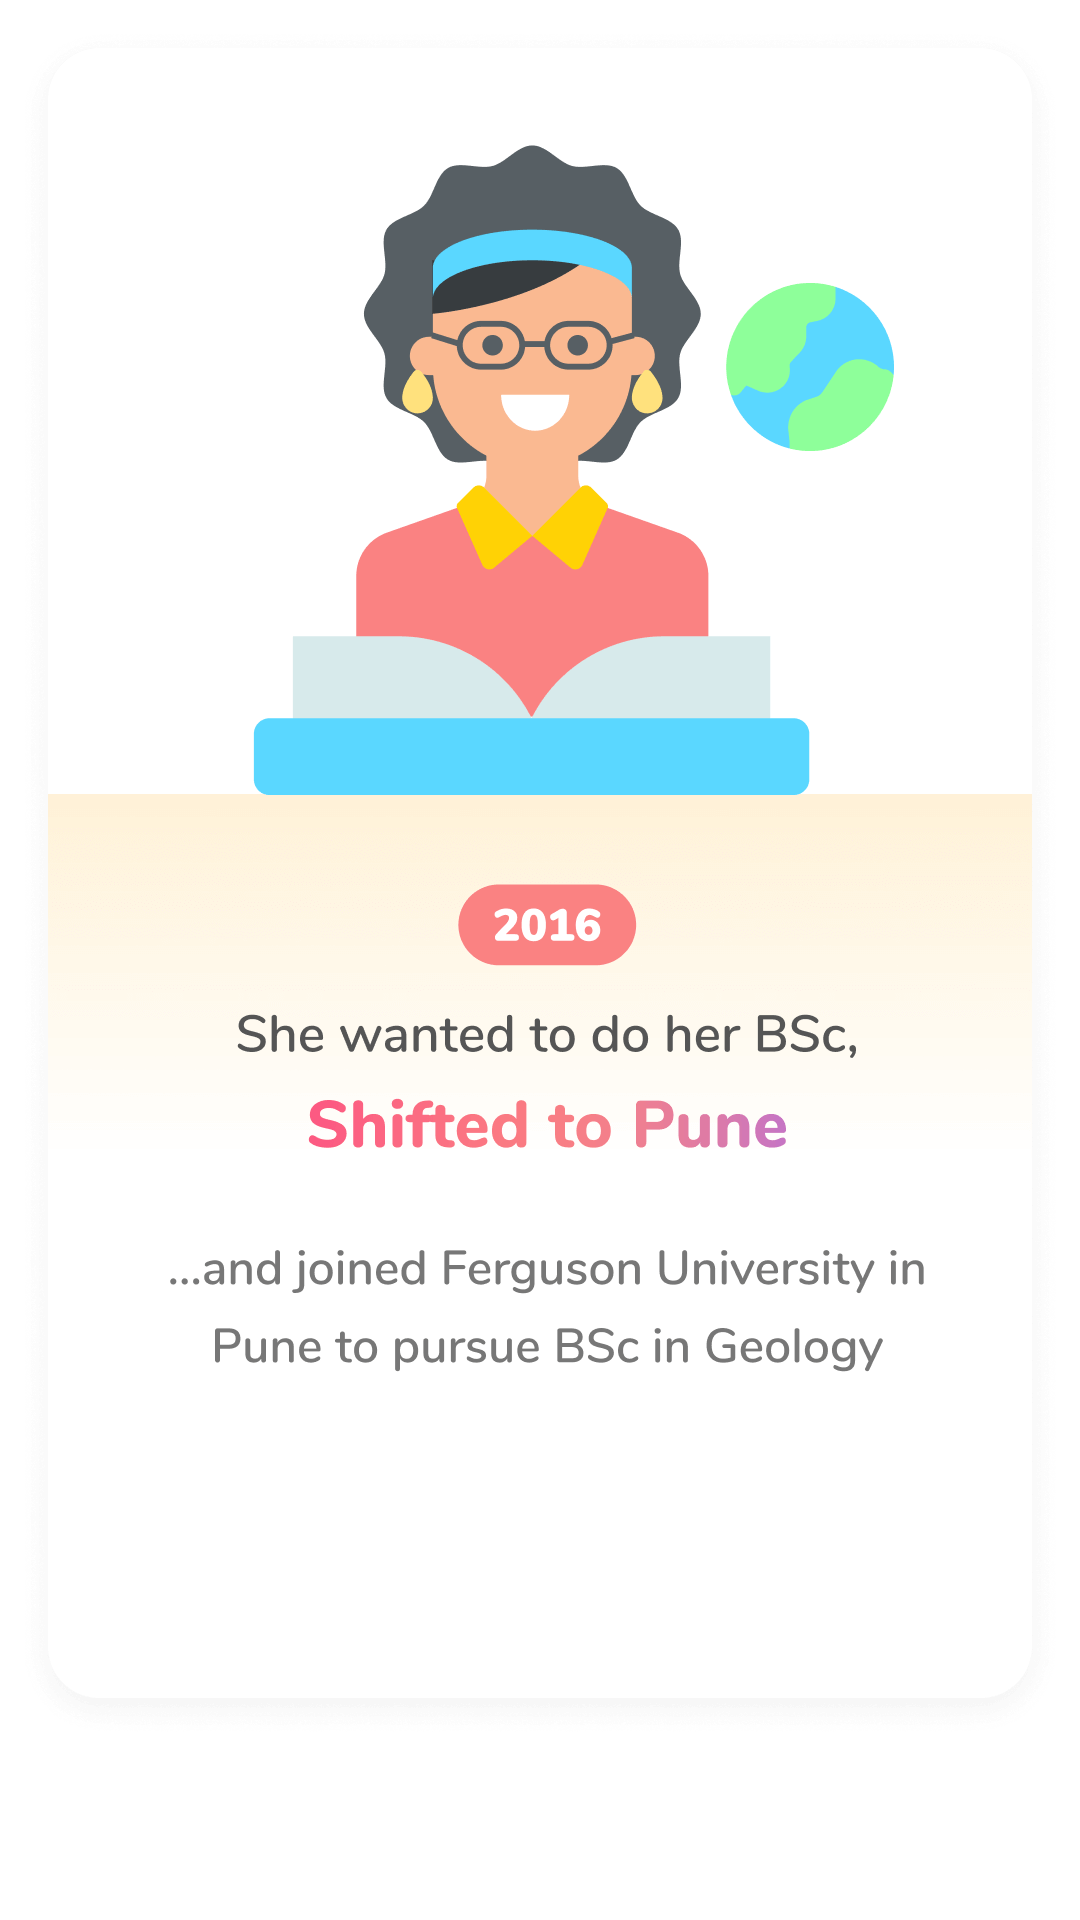 2016
She wanted to do her BSc,
Shifted to Pune
...and joined Ferguson University in
Pune to pursue BSc in Geology